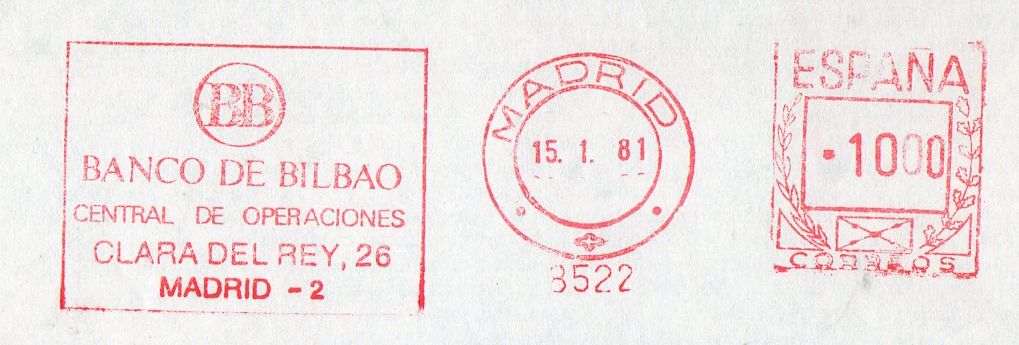 BB
BANCO DE BILBAO
CENTRAL DE OPERACIONES
CLARA DEL REY, 26
MADRID - 2
MADRID
15. 1. 81
3522
ESPAÑA
·1000
CORREOS